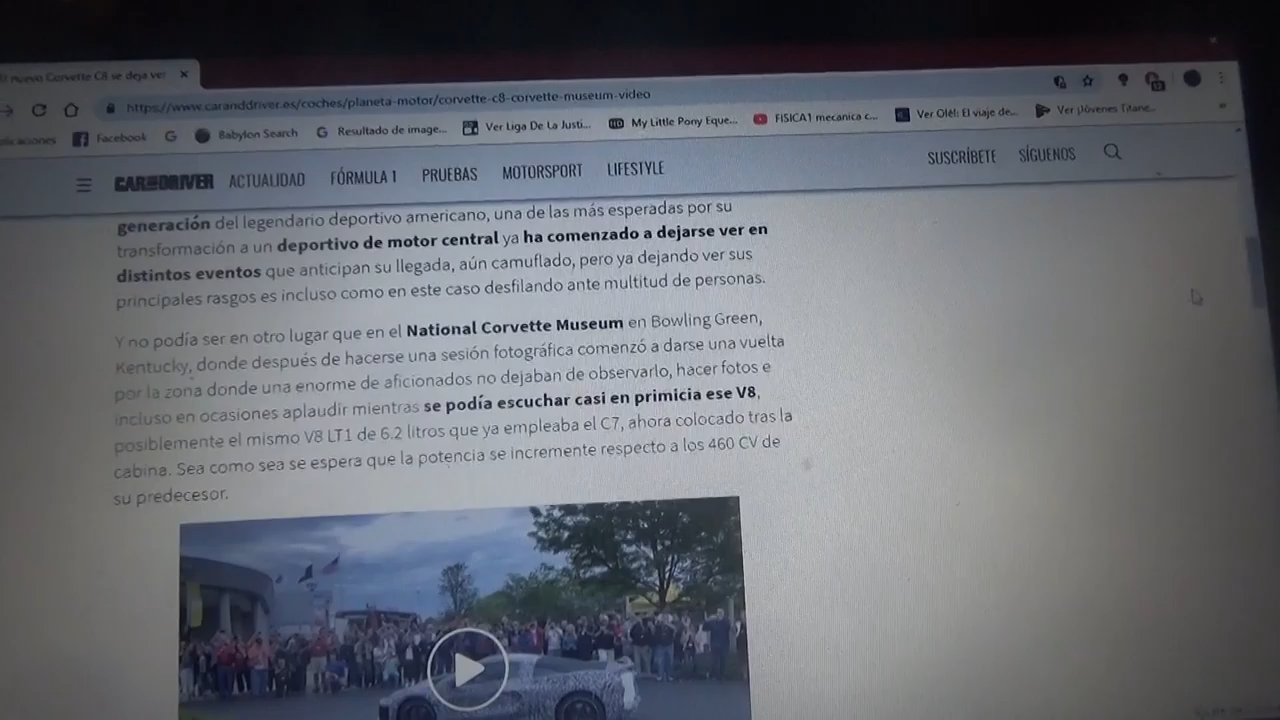 nuevo Corvette C8 se deja ver
https://www.caranddriver.es/coches/planeta-motor/corvette-c8-corvette-museum-video
Facebook
Babylon Search
Resultado de image...
Ver Liga De La Justi...
My Little Pony Eque...
FISICA1 mecanica c...
Ver Olé!: El viaje de...
Ver ¡Jóvenes Titane...
CAR AND DRIVER
ACTUALIDAD
FÓRMULA 1
PRUEBAS
MOTORSPORT
LIFESTYLE
SUSCRÍBETE
SÍGUENOS
generación del legendario deportivo americano, una de las más esperadas por su
transformación a un deportivo de motor central ya ha comenzado a dejarse ver en
distintos eventos que anticipan su llegada, aún camuflado, pero ya dejando ver sus
principales rasgos es incluso como en este caso desfilando ante multitud de personas.
Y no podía ser en otro lugar que en el National Corvette Museum en Bowling Green,
Kentucky, donde después de hacerse una sesión fotográfica comenzó a darse una vuelta
por la zona donde una enorme de aficionados no dejaban de observarlo, hacer fotos e
incluso en ocasiones aplaudir mientras se podía escuchar casi en primicia ese V8,
posiblemente el mismo V8 LT1 de 6.2 litros que ya empleaba el C7, ahora colocado tras la
cabina. Sea como sea se espera que la potencia se incremente respecto a los 460 CV de
su predecesor.